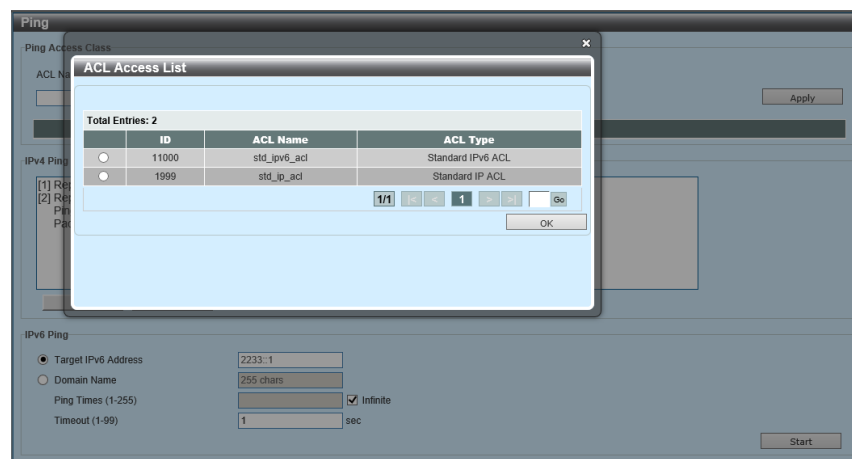 Ping
Ping Access Class
ACL Na
Apply
×
ACL Access List
Total Entries: 2
ID ACL Name ACL Type
11000 std_ipv6_acl Standard IPv6 ACL
1999 std_ip_acl Standard IP ACL
1/1 |< < 1 > >| Go
OK
IPv4 Ping
[1] Rep
[2] Rep
Pin
Pac
IPv6 Ping
Target IPv6 Address 2233::1
Domain Name 255 chars
Ping Times (1-255) Infinite
Timeout (1-99) 1 sec
Start